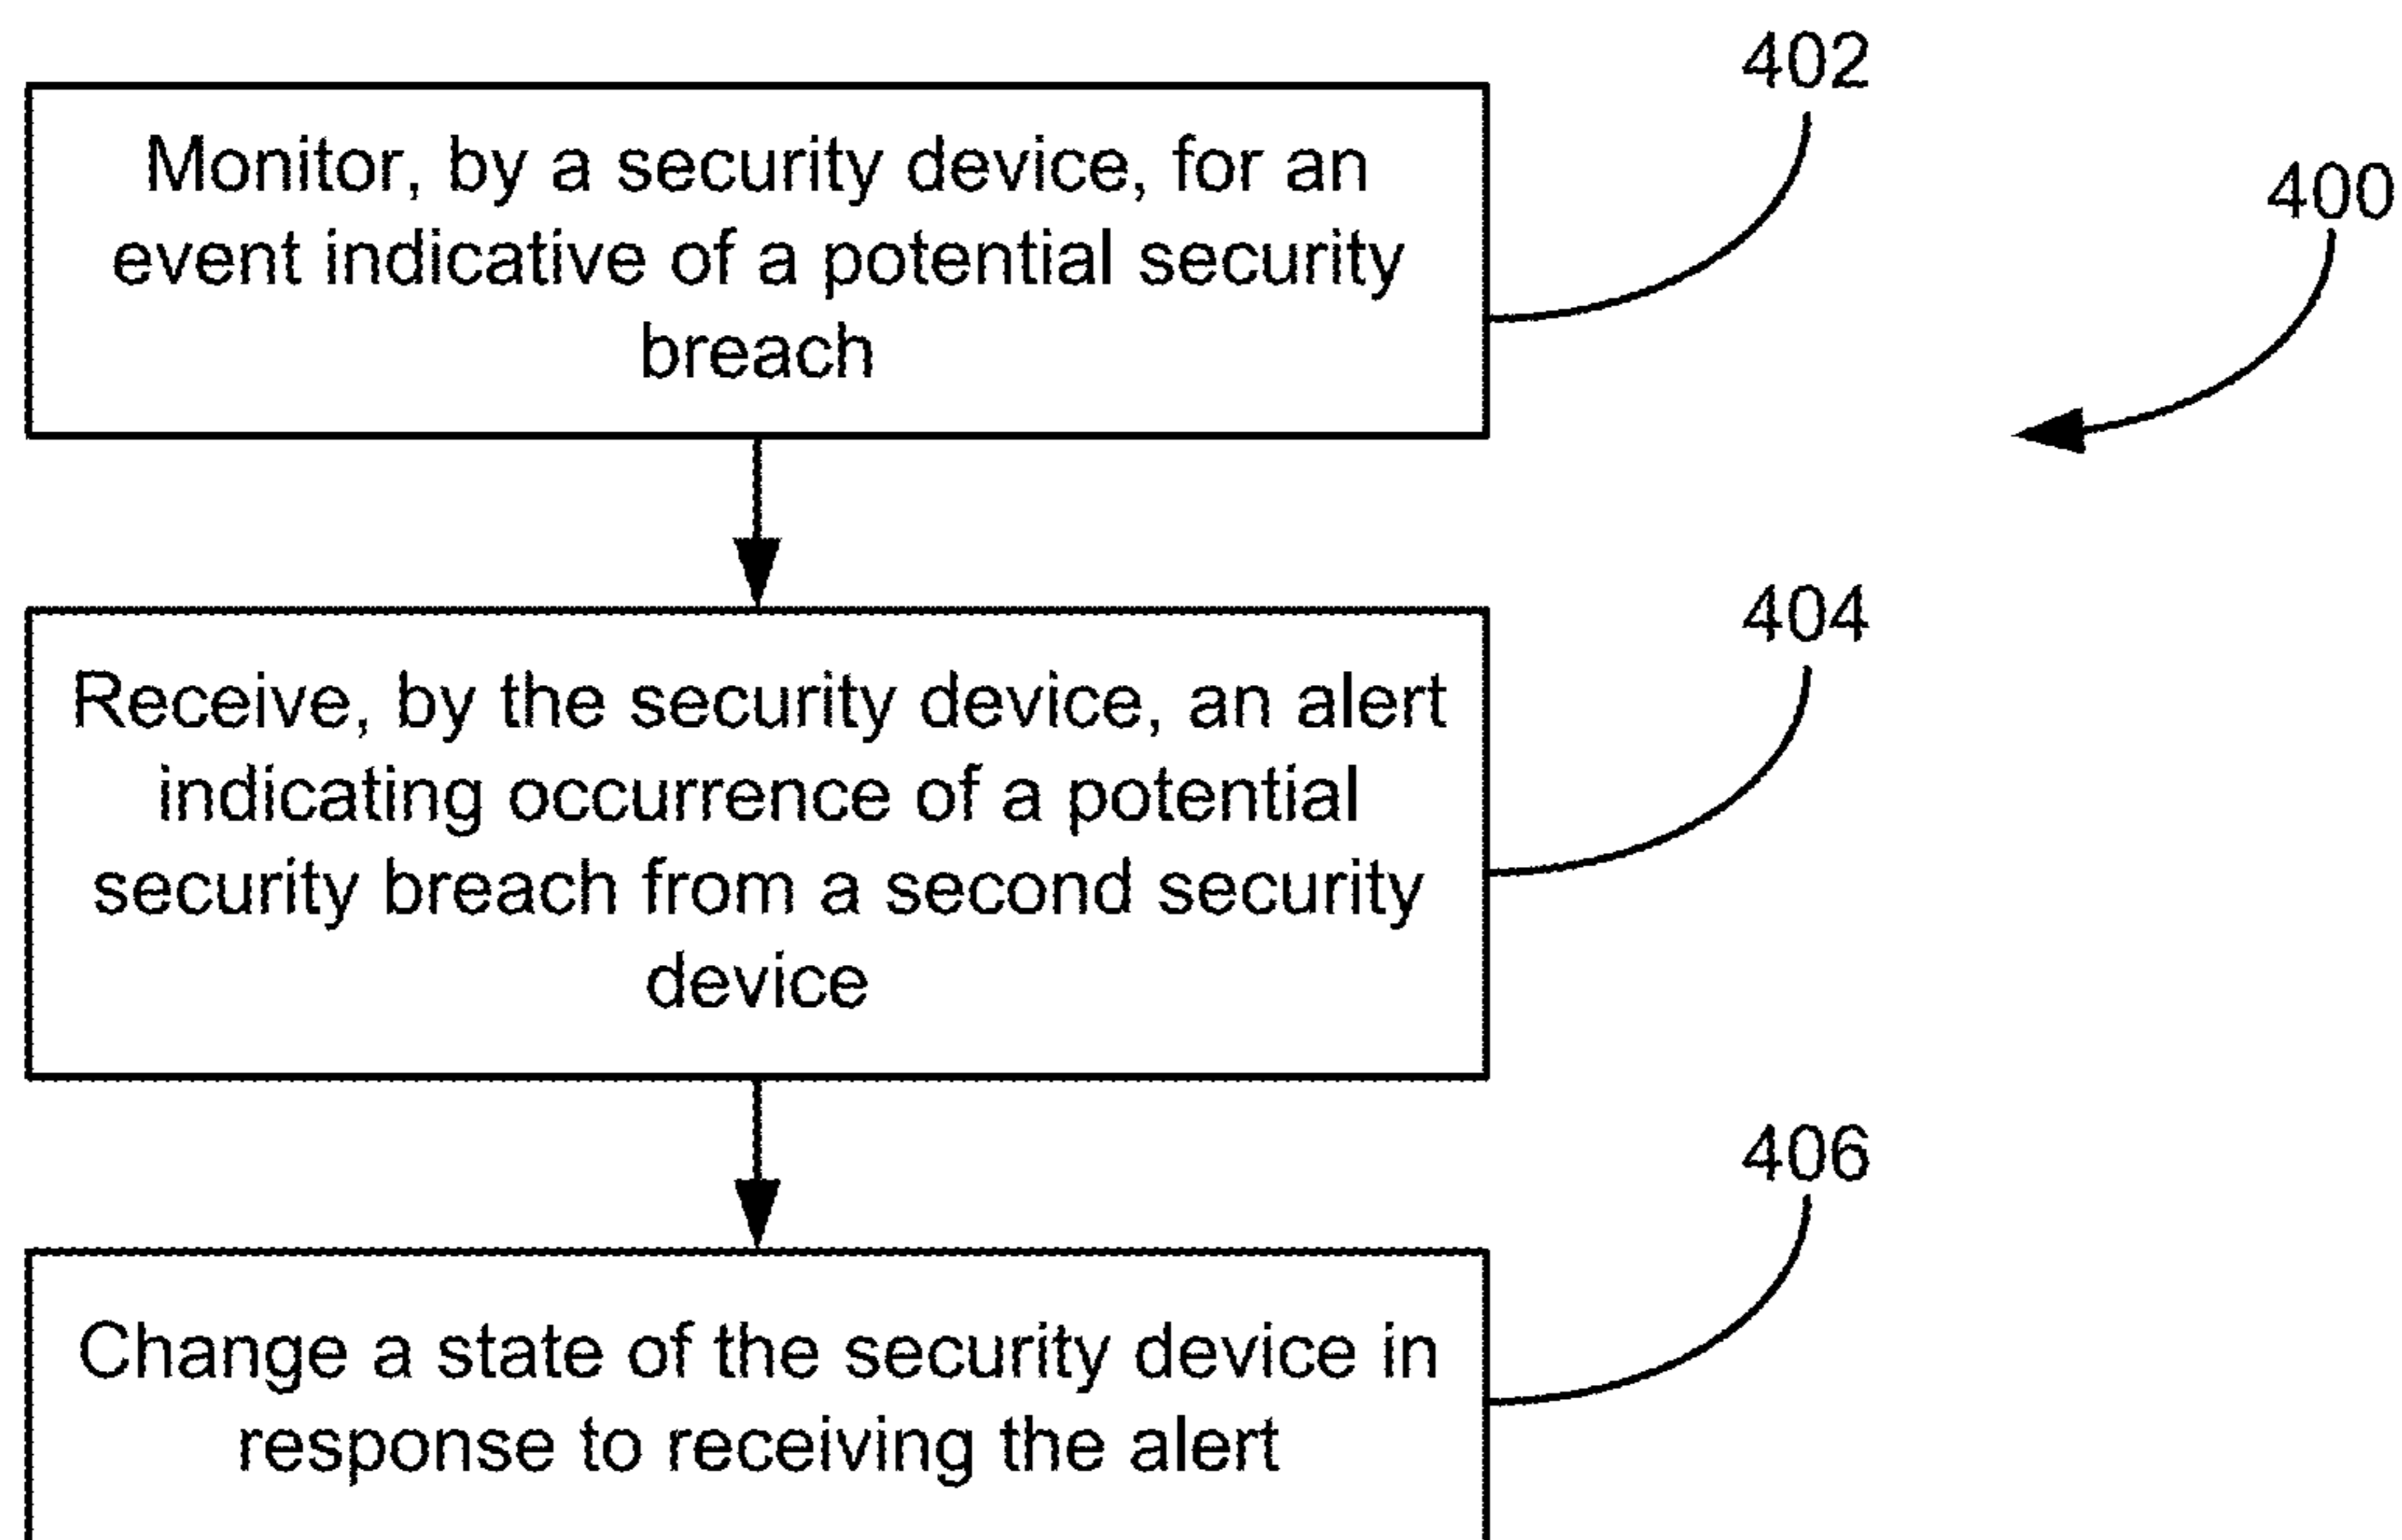 402
Monitor, by a security device, for an
event indicative of a potential security
breach
400
404
Receive, by the security device, an alert
indicating occurrence of a potential
security breach from a second security
device
406
Change a state of the security device in
response to receiving the alert